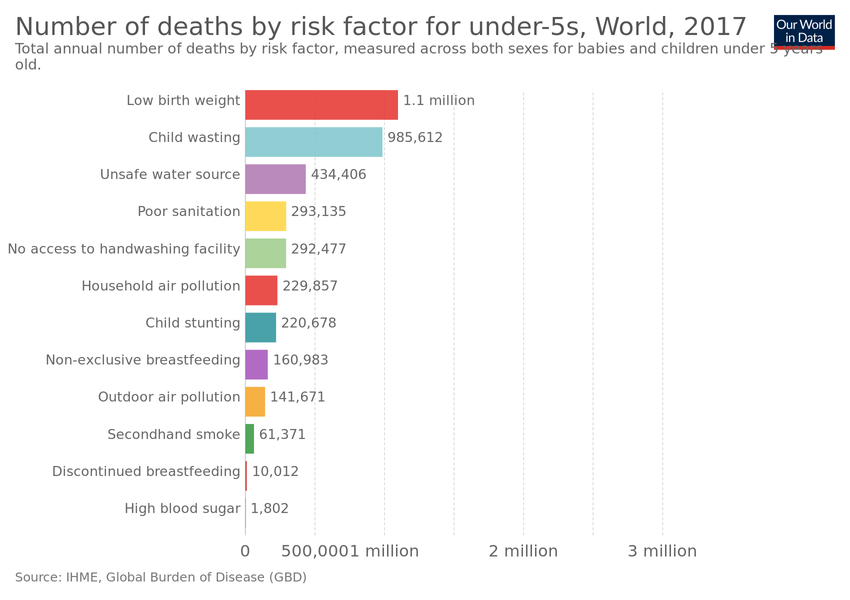 Number of deaths by risk factor for under-5s, World, 2017
Our World
in Data
Total annual number of deaths by risk factor, measured across both sexes for babies and children under 5 years
old.
Low birth weight 1.1 million
Child wasting 985,612
Unsafe water source 434,406
Poor sanitation 293,135
No access to handwashing facility 292,477
Household air pollution 229,857
Child stunting 220,678
Non-exclusive breastfeeding 160,983
Outdoor air pollution 141,671
Secondhand smoke 61,371
Discontinued breastfeeding 10,012
High blood sugar 1,802
0 500,000 1 million 2 million 3 million
Source: IHME, Global Burden of Disease (GBD)